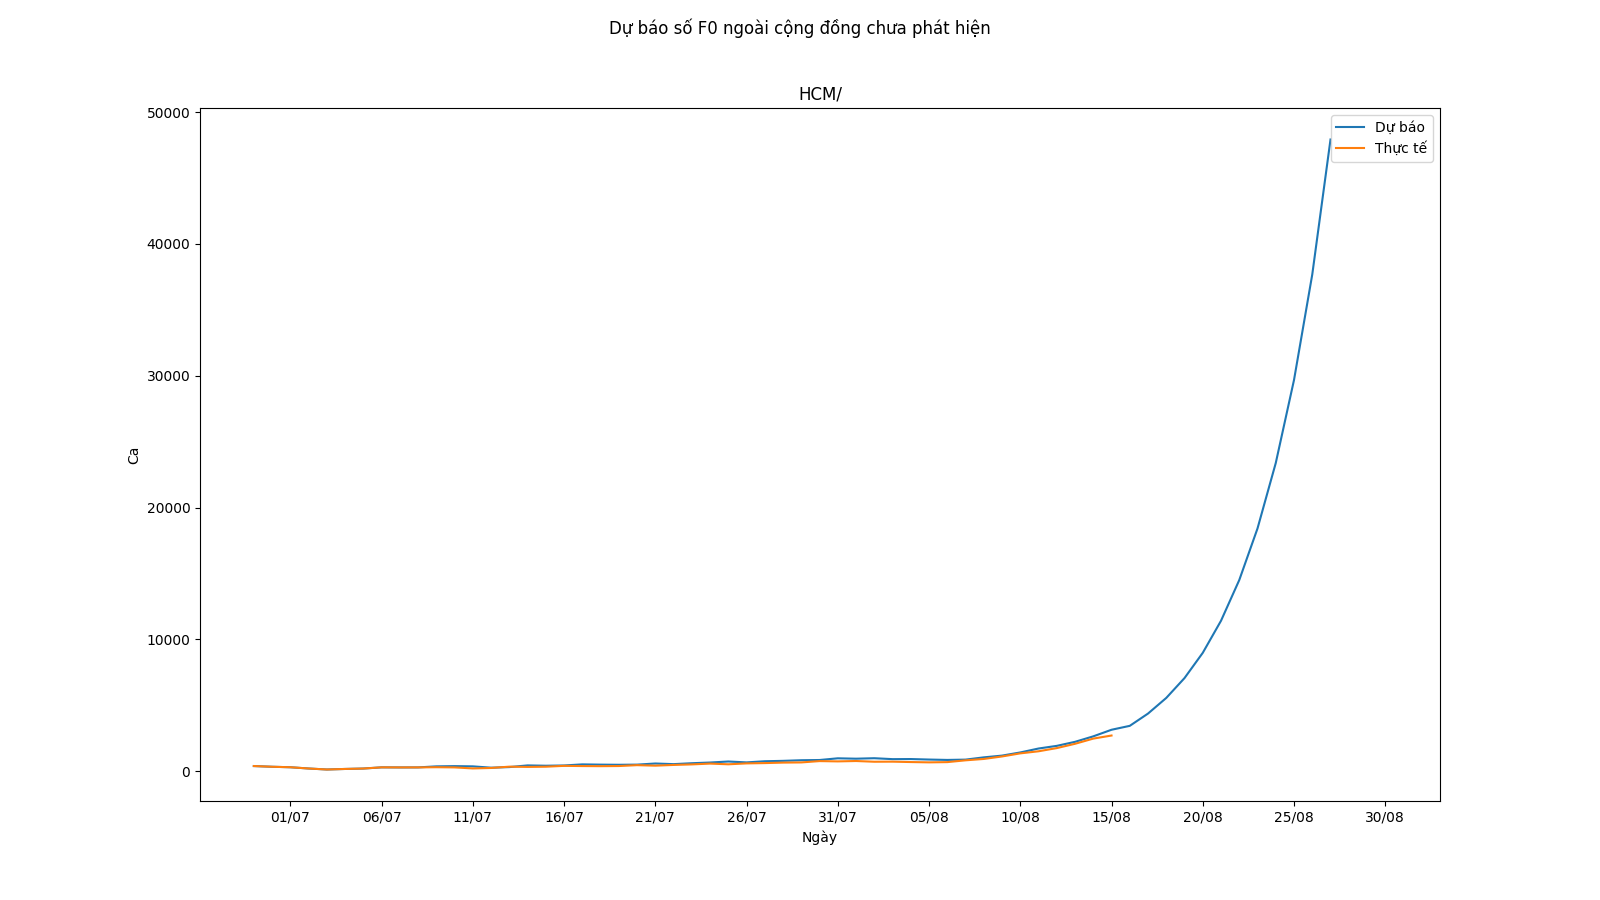 Dự báo số F0 ngoài cộng đồng chưa phát hiện
HCM/
50000
40000
30000
20000
10000
0
Ca
Dự báo
Thực tế
01/07 06/07 11/07 16/07 21/07 26/07 31/07 05/08 10/08 15/08 20/08 25/08 30/08
Ngày